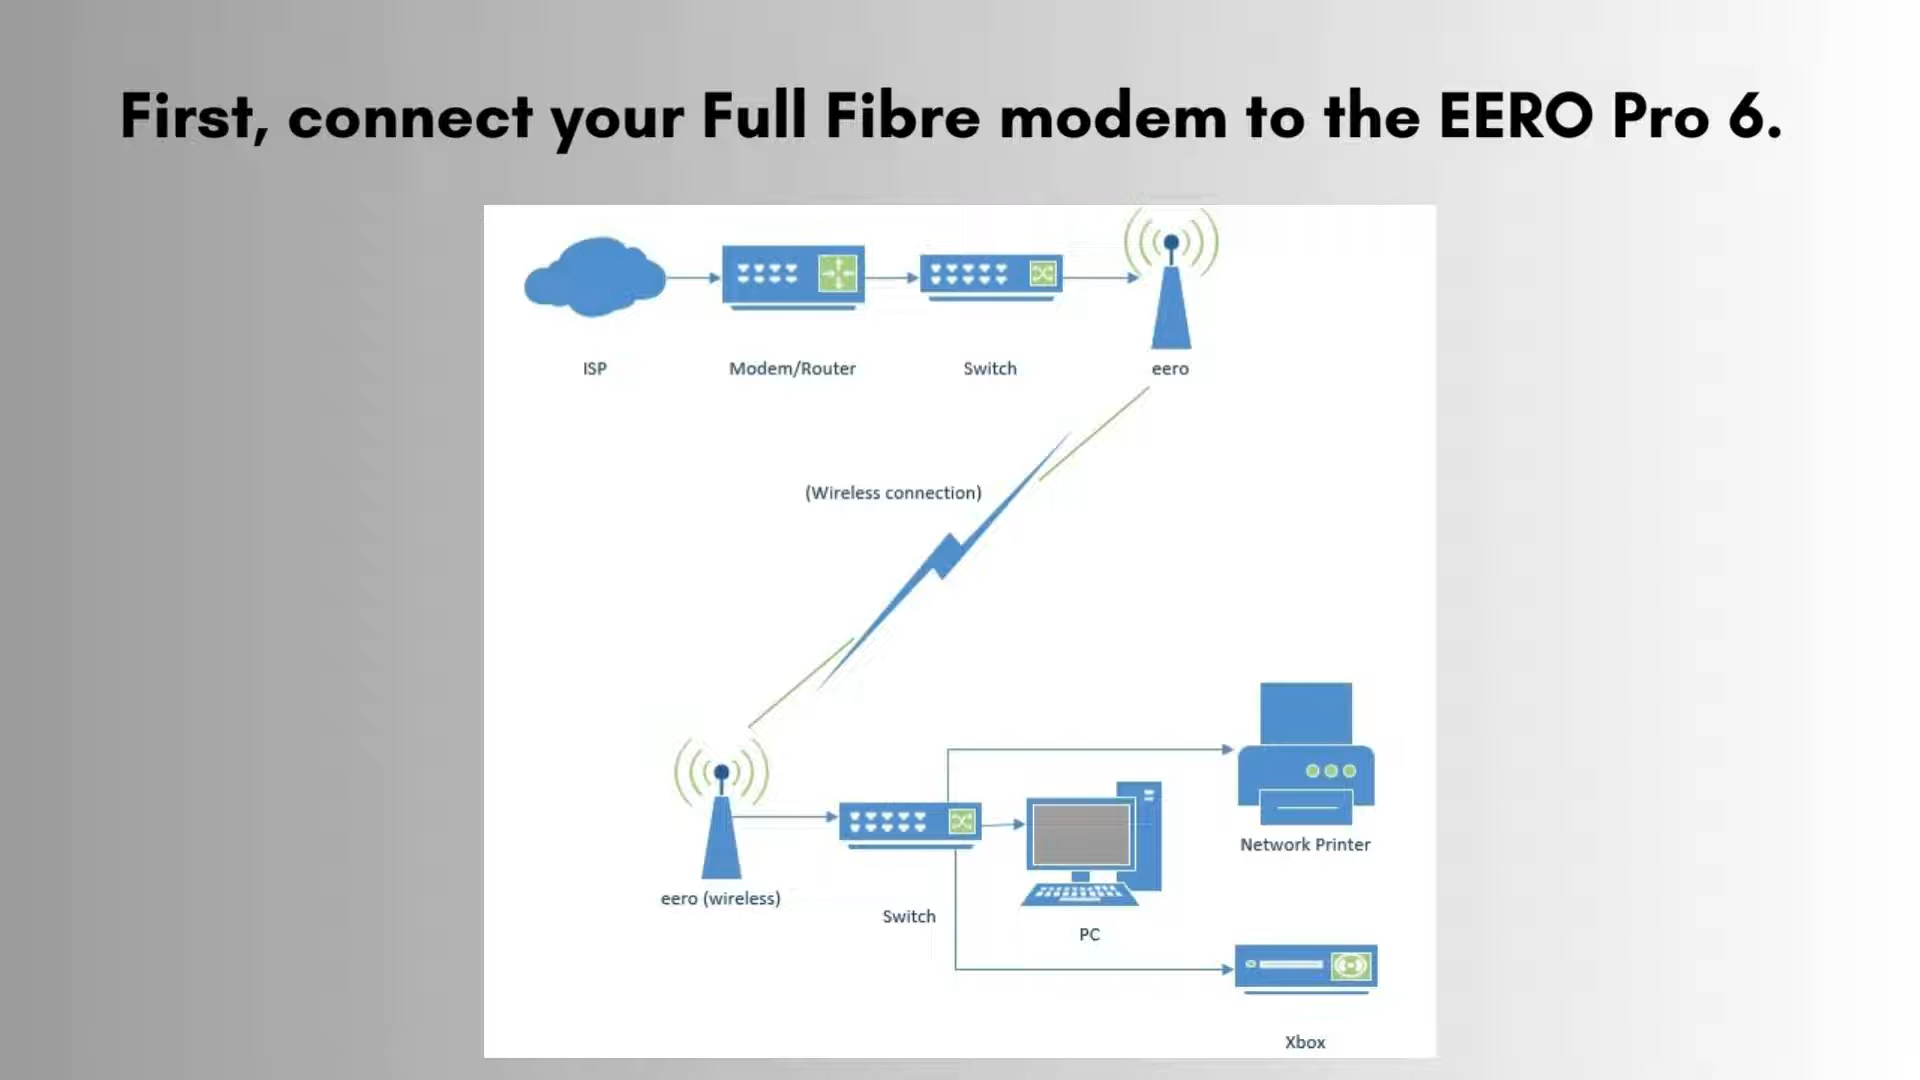 First, connect your Full Fibre modem to the EERO Pro 6.
ISP
Modem/Router
Switch
eero
(Wireless connection)
Network Printer
eero (wireless)
Switch
PC
Xbox